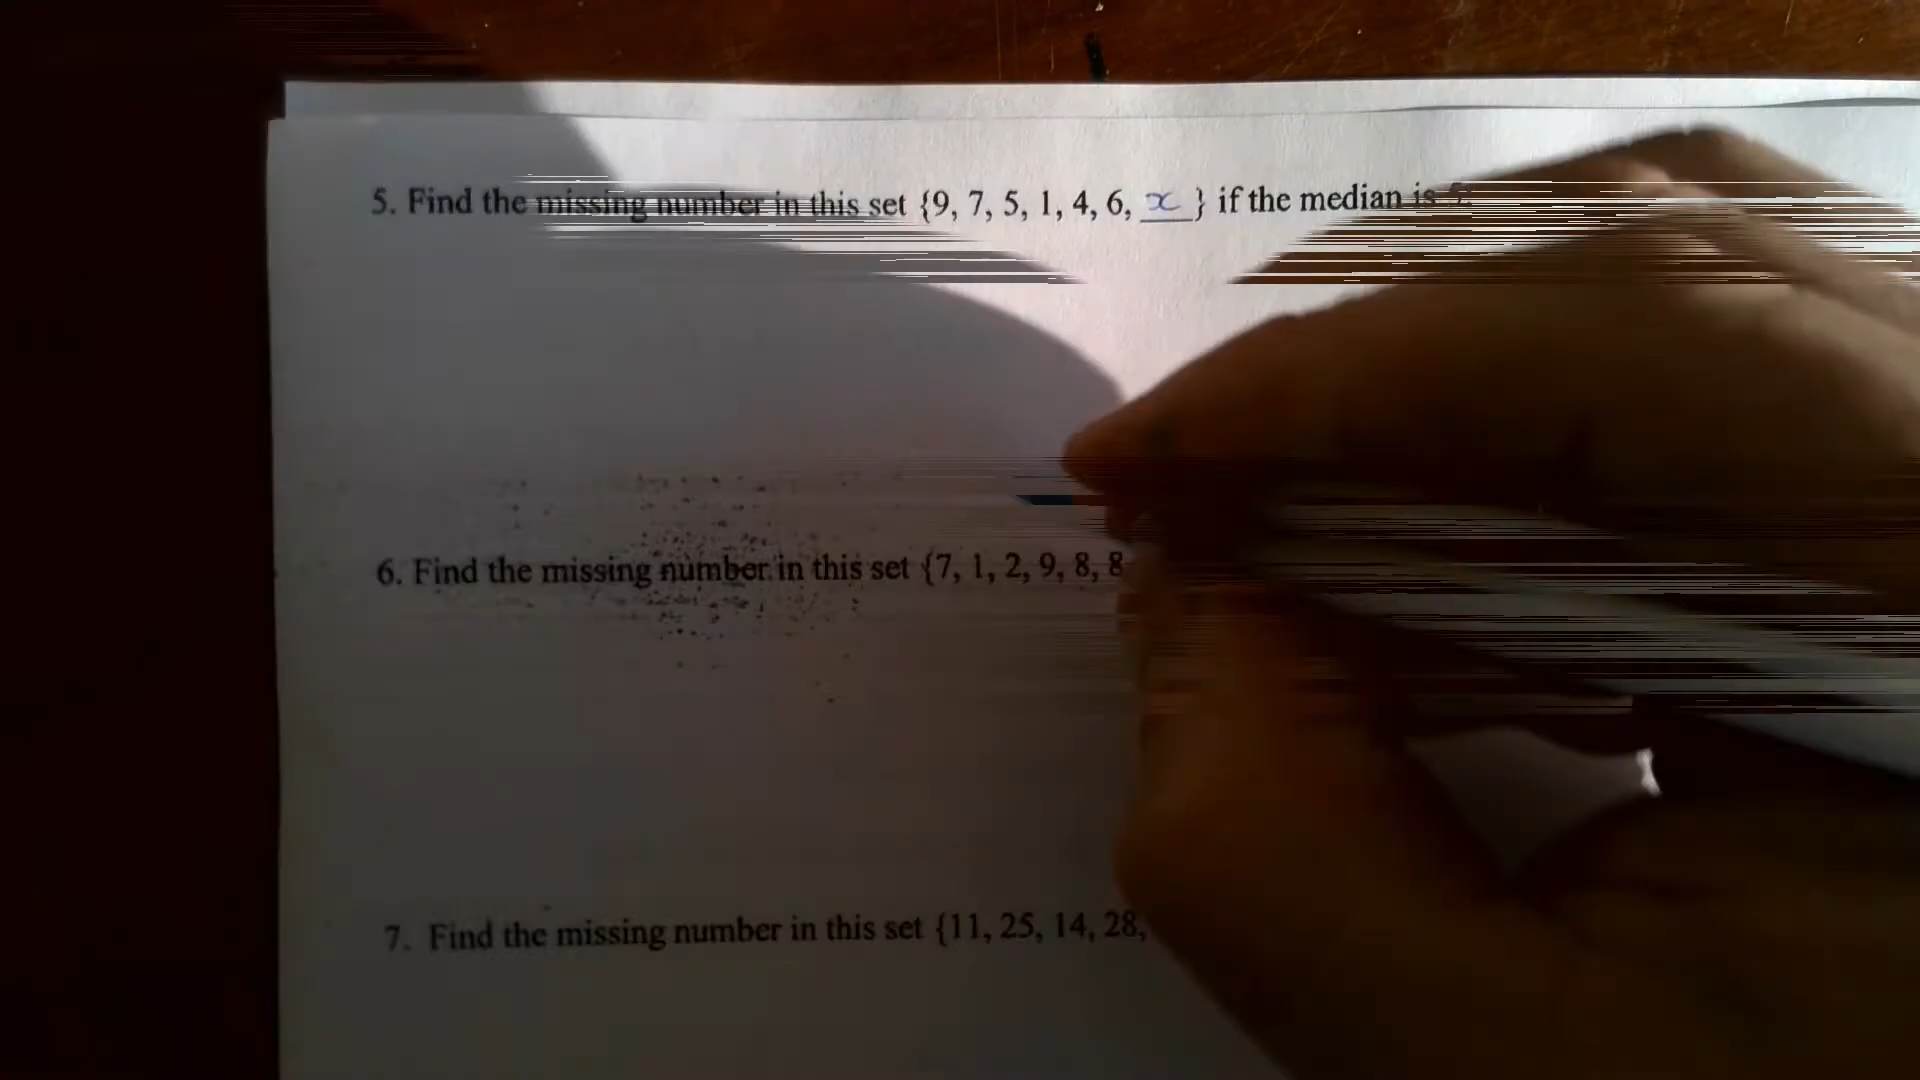 5. Find the missing number in this set {9, 7, 5, 1, 4, 6, x } if the median is
6. Find the missing number in this set {7, 1, 2, 9, 8, 8
7. Find the missing number in this set {11, 25, 14, 28,